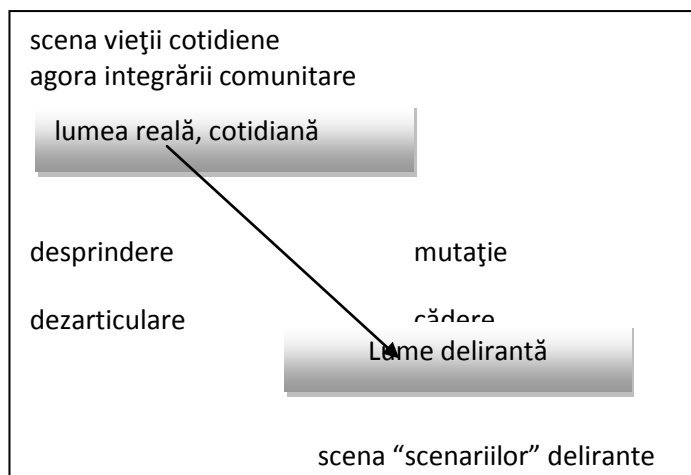 scena vieţii cotidiene
agora integrării comunitare
lumea reală, cotidiană
desprindere mutaţie
dezarticulare cădere
Lume delirantă
scena “scenariilor” delirante